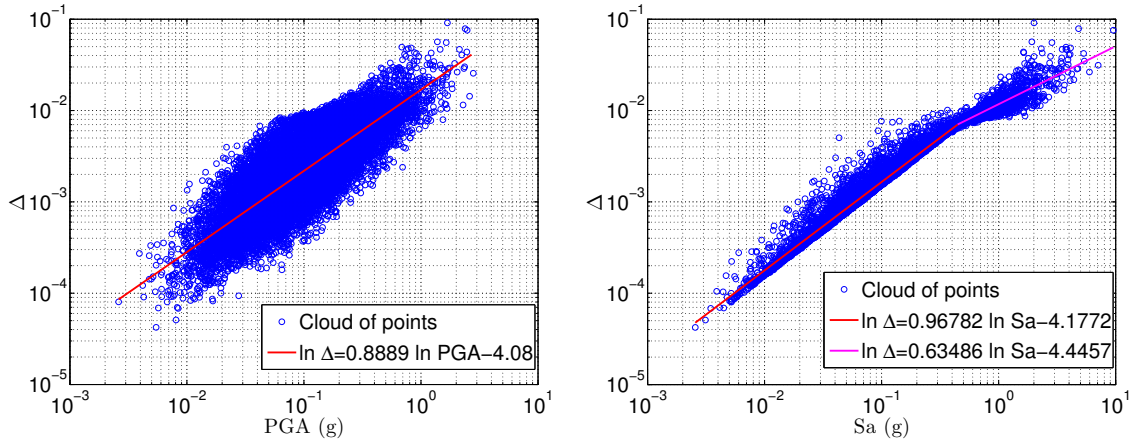 10^-1
10^-2
10^-3
10^-4
10^-5
Δ
10^-3
10^-2
10^-1
10^0
10^1
PGA (g)
Cloud of points
ln Δ=0.8889 ln PGA−4.08
10^-1
10^-2
10^-3
10^-4
10^-5
Δ
10^-3
10^-2
10^-1
10^0
10^1
Sa (g)
Cloud of points
ln Δ=0.96782 ln Sa−4.1772
ln Δ=0.63486 ln Sa−4.4457